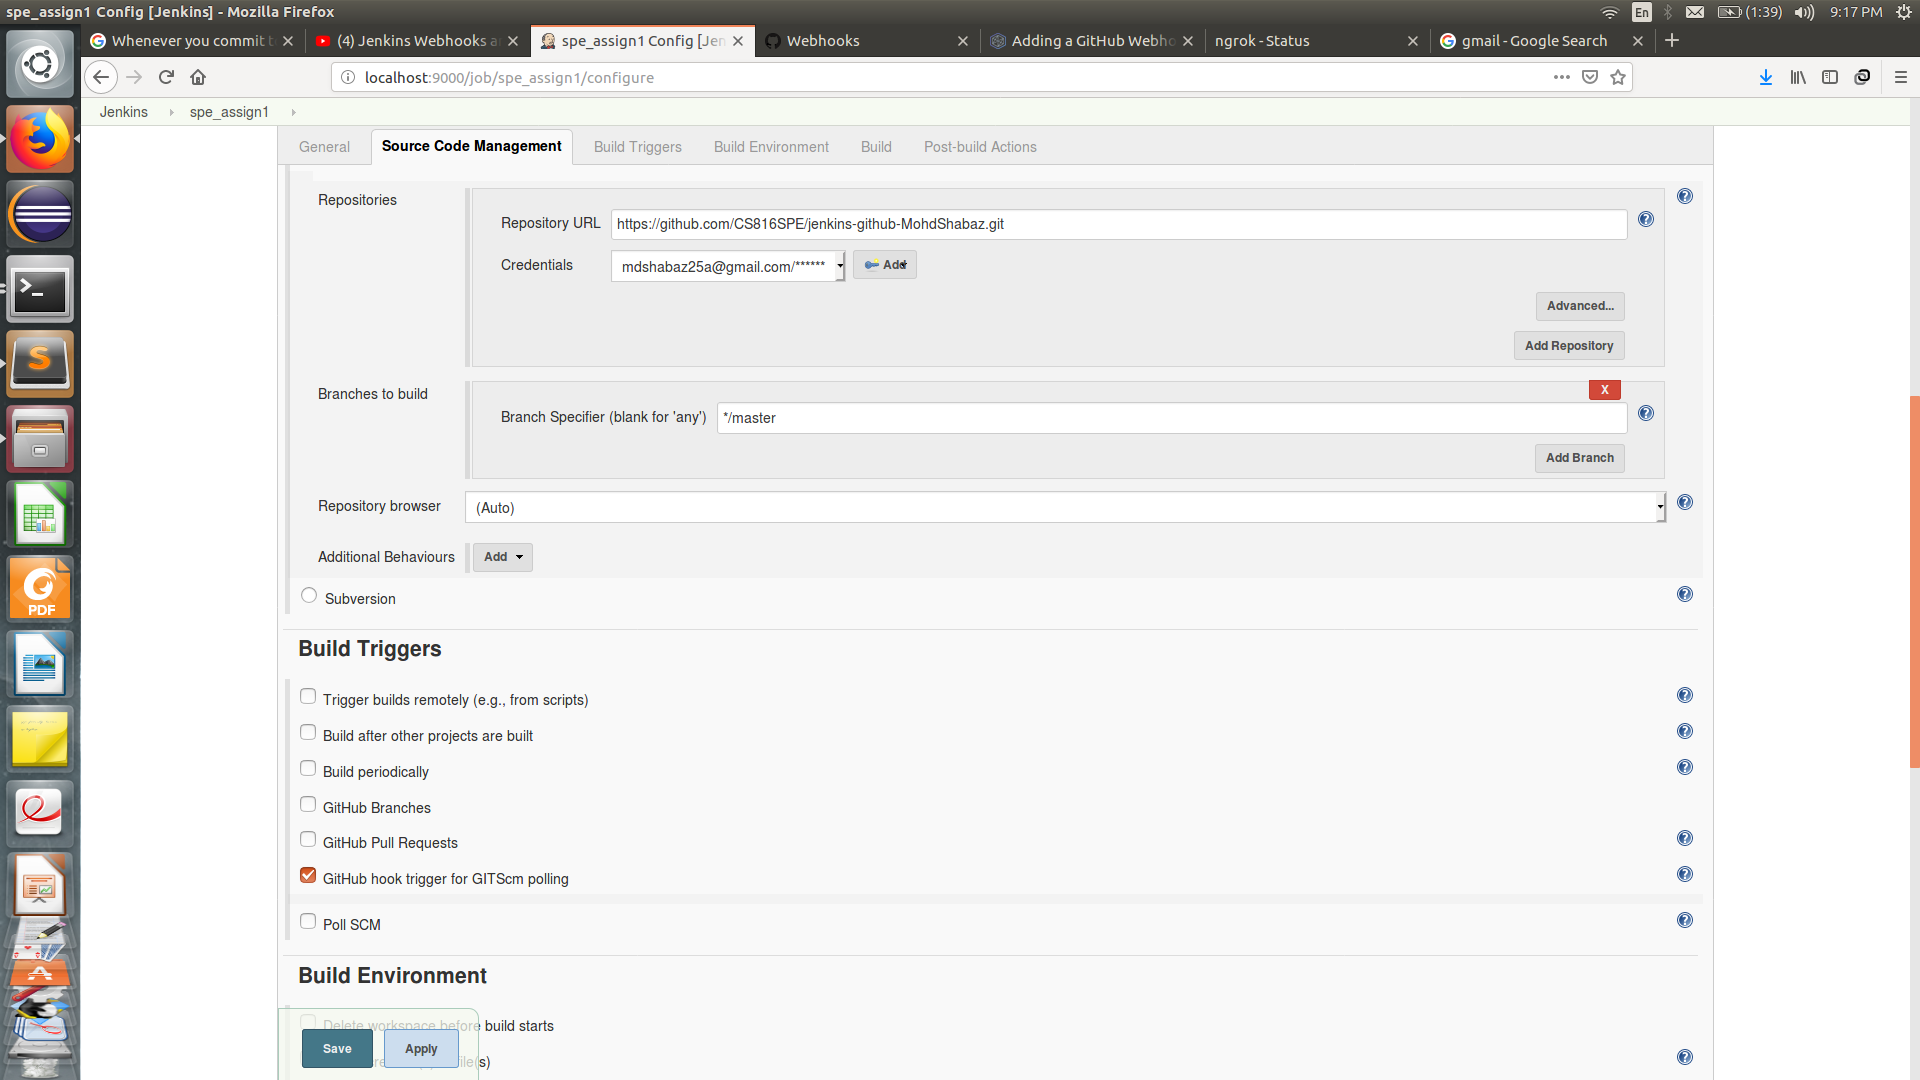 spe_assign1 Config [Jenkins] - Mozilla Firefox
En
(1:39)
9:17 PM
Whenever you commit t
(4) Jenkins Webhooks a
spe_assign1 Config [Jen
Webhooks
Adding a GitHub Webho
ngrok - Status
gmail - Google Search
localhost:9000/job/spe_assign1/configure
Jenkins
spe_assign1
General
Source Code Management
Build Triggers
Build Environment
Build
Post-build Actions
Repositories
Repository URL
https://github.com/CS816SPE/jenkins-github-MohdShabaz.git
Credentials
mdshabaz25a@gmail.com/******
Add
Advanced...
Add Repository
Branches to build
X
Branch Specifier (blank for 'any')
*/master
Add Branch
Repository browser
(Auto)
Additional Behaviours
Add
Subversion
Build Triggers
Trigger builds remotely (e.g., from scripts)
Build after other projects are built
Build periodically
GitHub Branches
GitHub Pull Requests
GitHub hook trigger for GITScm polling
Poll SCM
Build Environment
Delete workspace before build starts
Save
Apply
PDF